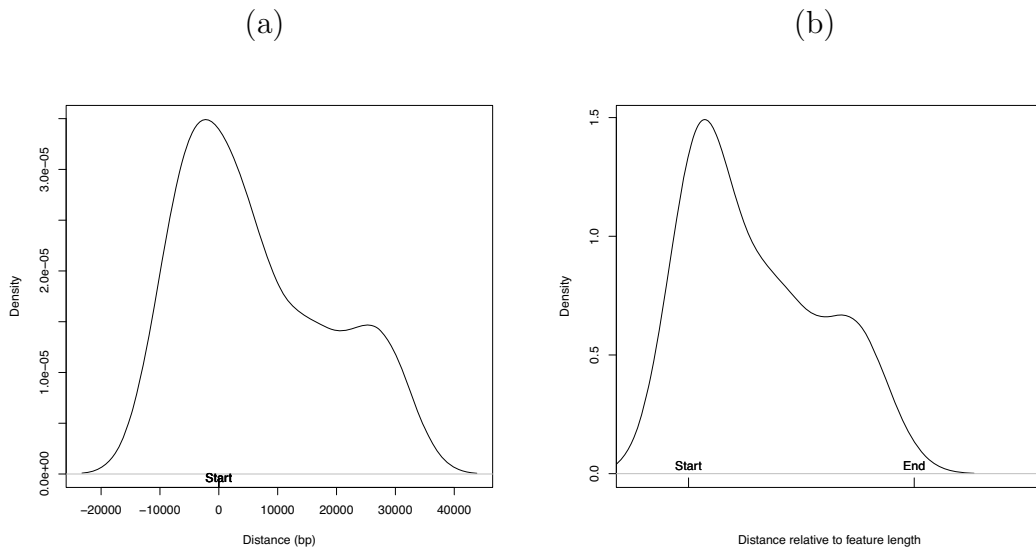 (a)
(b)
Density
0.0e+00
1.0e−05
2.0e−05
3.0e−05
Start
−20000
−10000
0
10000
20000
30000
40000
Distance (bp)
Density
0.0
0.5
1.0
1.5
Start
End
Distance relative to feature length